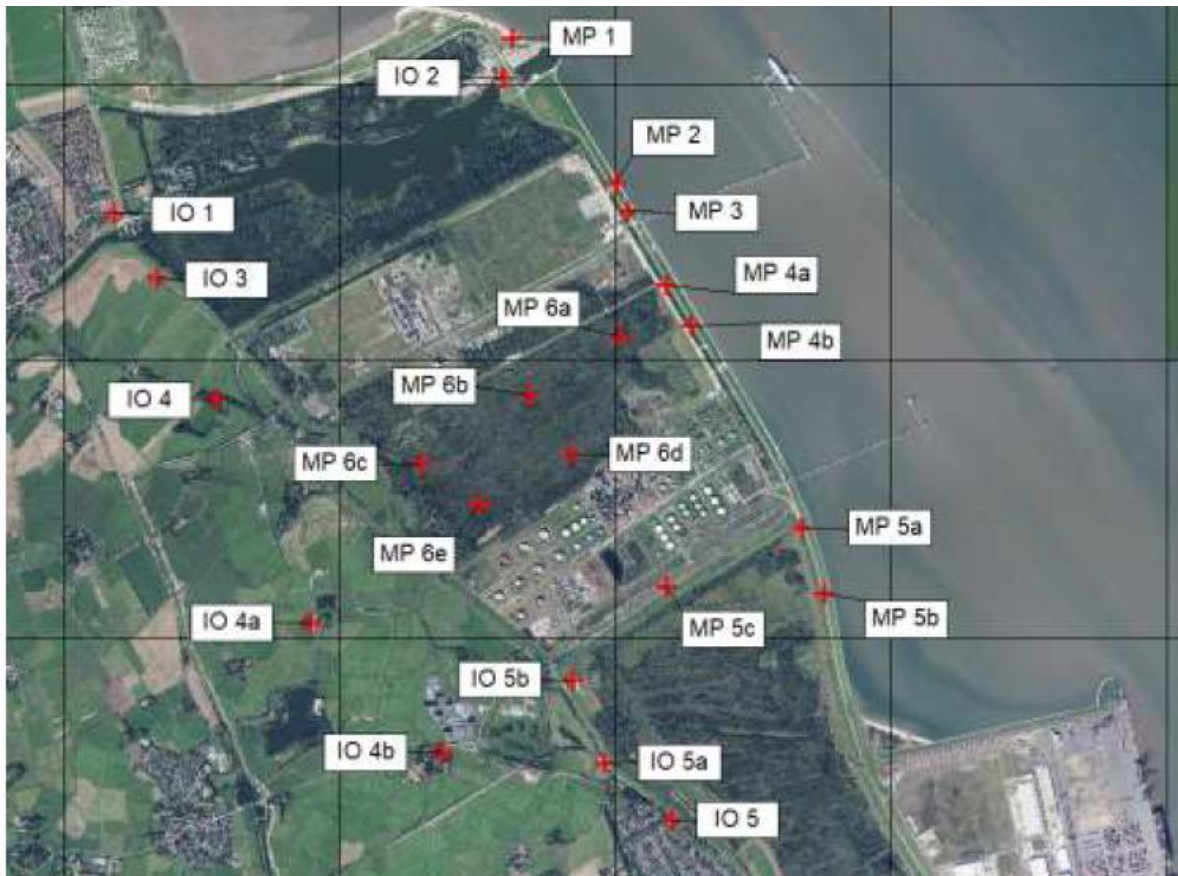 MP 1
IO 2
MP 2
IO 1
MP 3
IO 3
MP 4a
MP 6a
MP 4b
MP 6b
IO 4
MP 6c
MP 6d
MP 5a
MP 6e
MP 5b
IO 4a
MP 5c
IO 5b
IO 4b
IO 5a
IO 5